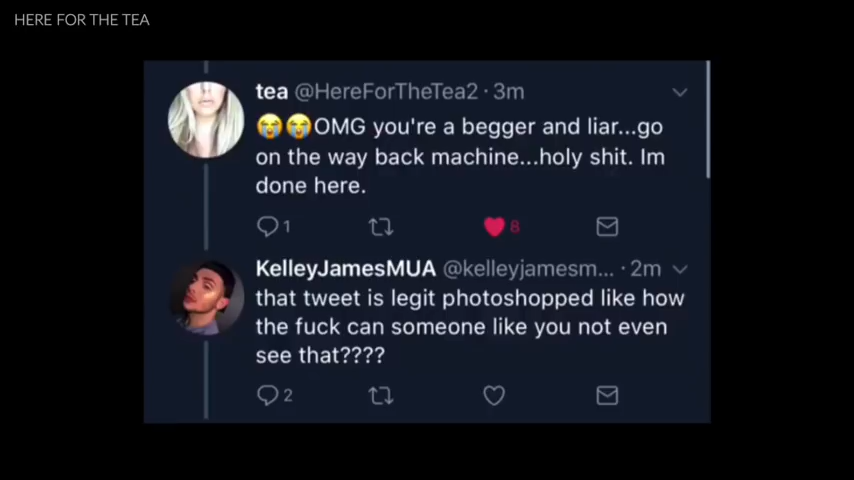 HERE FOR THE TEA
tea @HereForTheTea2 · 3m
😭😭OMG you're a begger and liar...go
on the way back machine...holy shit. Im
done here.
1
8
KelleyJamesMUA @kelleyjamesm... · 2m
that tweet is legit photoshopped like how
the fuck can someone like you not even
see that????
2